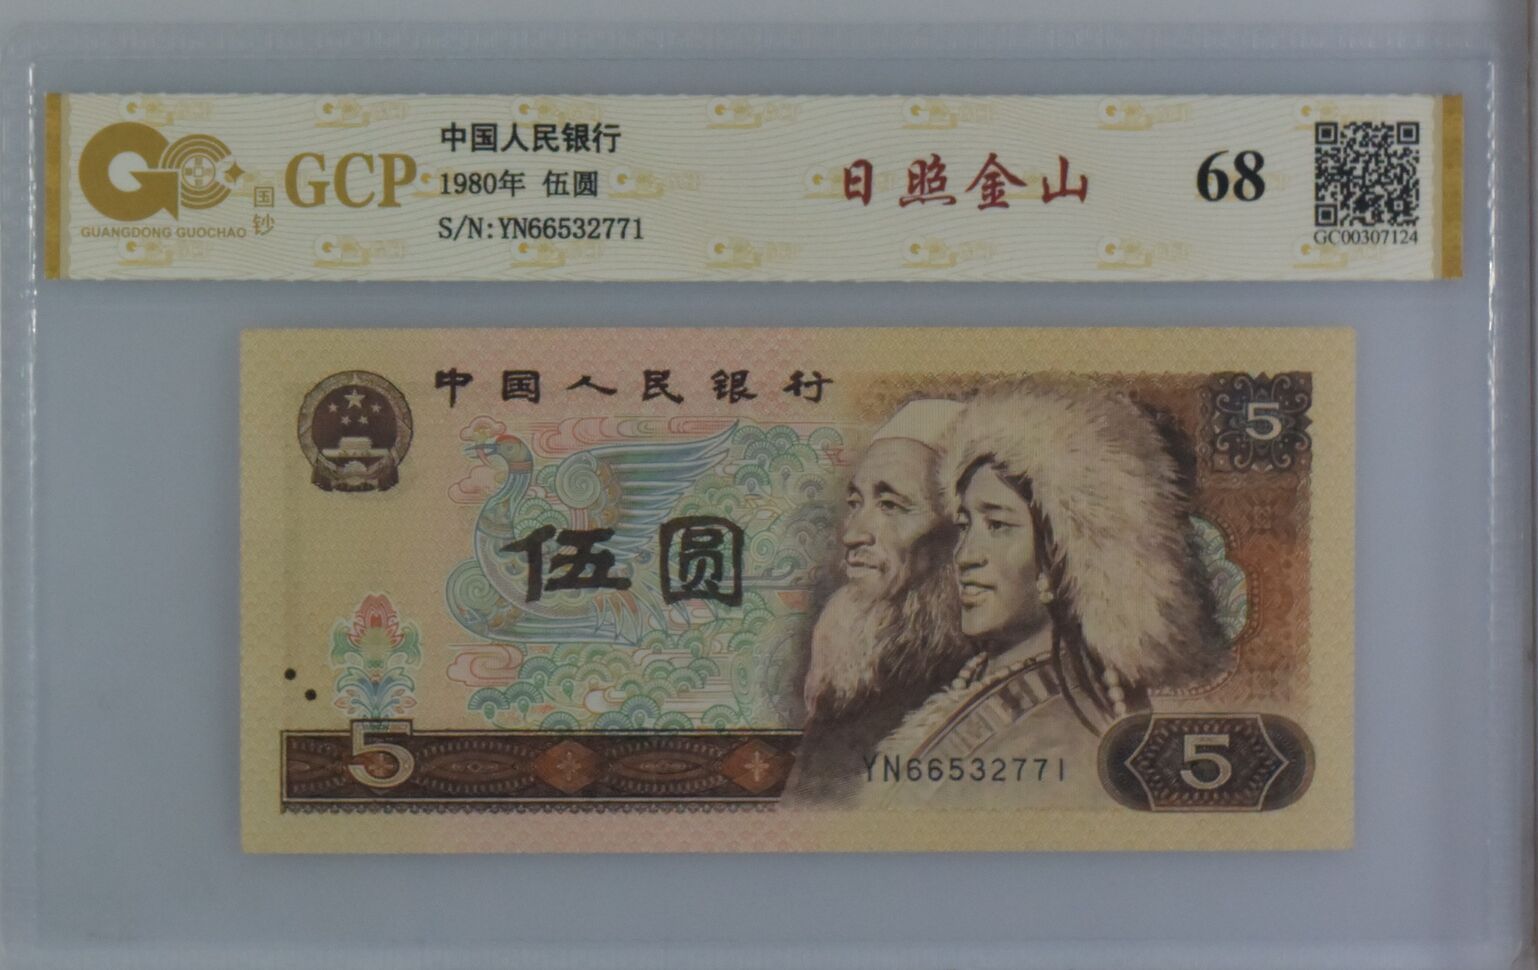 GUANGDONG GUOCHAO
国钞
GCP
中国人民银行
1980年 伍圆
S/N:YN66532771
日照金山
68
GC00307124
中国人民银行
5
伍圆
5
YN66532771
5